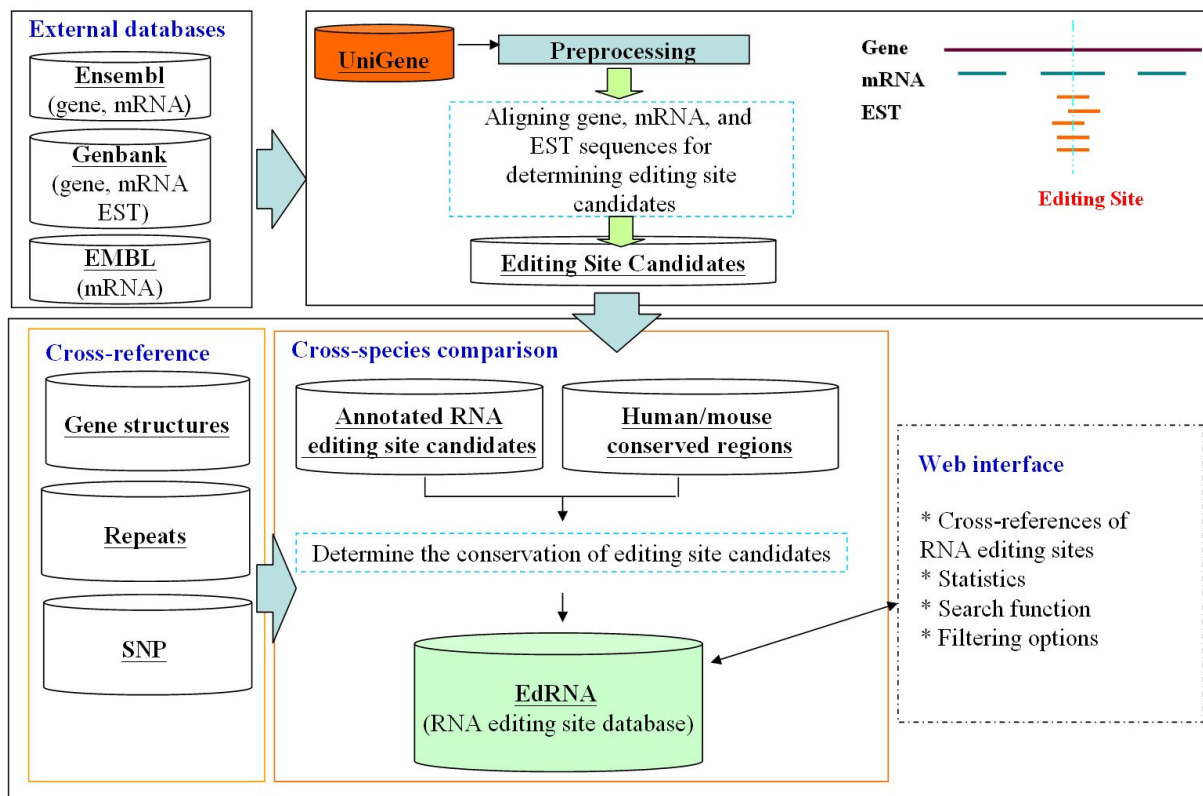 External databases
Ensembl
(gene, mRNA)
Genbank
(gene, mRNA
EST)
EMBL
(mRNA)
UniGene
Preprocessing
Aligning gene, mRNA, and
EST sequences for
determining editing site
candidates
Editing Site Candidates
Gene
mRNA
EST
Editing Site
Cross-reference
Gene structures
Repeats
SNP
Cross-species comparison
Annotated RNA
editing site candidates
Human/mouse
conserved regions
Determine the conservation of editing site candidates
EdRNA
(RNA editing site database)
Web interface
* Cross-references of
RNA editing sites
* Statistics
* Search function
* Filtering options